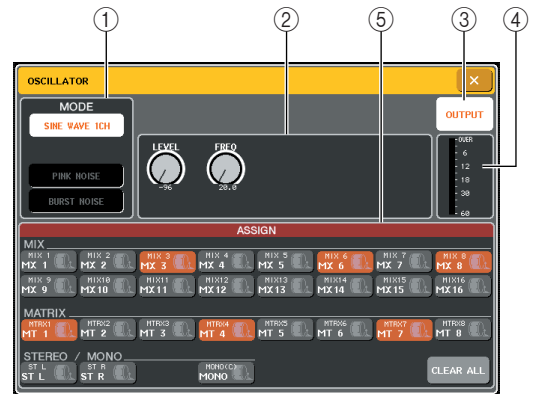 ① ② ⑤ ③ ④
OSCILLATOR ×
MODE
SINE WAVE 1CH
PINK NOISE
BURST NOISE
LEVEL FREQ
-96 20.0
OUTPUT
OVER
6
12
18
30
60
ASSIGN
MIX
MIX 1 MIX 2 MIX 3 MIX 4 MIX 5 MIX 6 MIX 7 MIX 8
MX 1 MX 2 MX 3 MX 4 MX 5 MX 6 MX 7 MX 8
MIX 9 MIX10 MIX11 MIX12 MIX13 MIX14 MIX15 MIX16
MX 9 MX10 MX11 MX12 MX13 MX14 MX15 MX16
MATRIX
MTRX1 MTRX2 MTRX3 MTRX4 MTRX5 MTRX6 MTRX7 MTRX8
MT 1 MT 2 MT 3 MT 4 MT 5 MT 6 MT 7 MT 8
STEREO / MONO
ST L ST R MONO(C)
ST L ST R MONO
CLEAR ALL